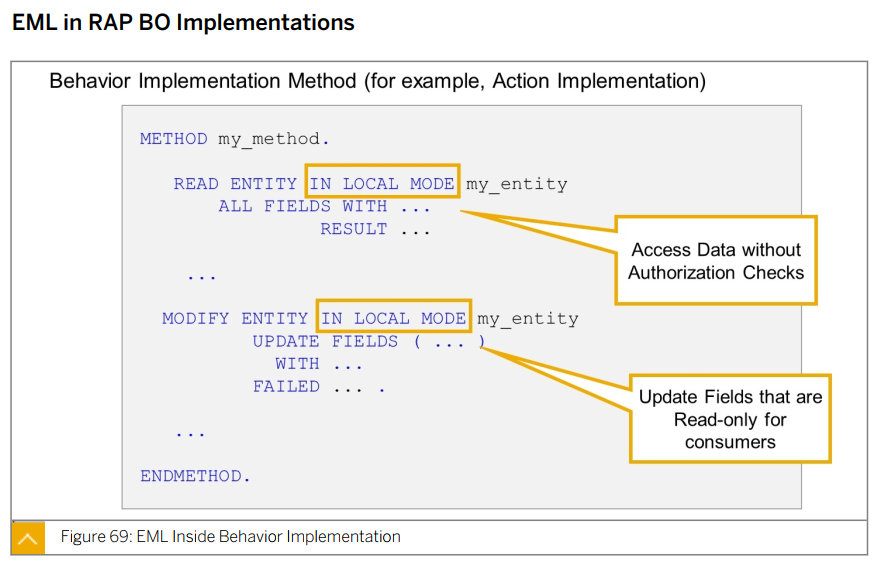 EML in RAP BO Implementations
Behavior Implementation Method (for example, Action Implementation)
METHOD my_method.
READ ENTITY IN LOCAL MODE my_entity
ALL FIELDS WITH ...
RESULT ...
Access Data without
Authorization Checks
...
MODIFY ENTITY IN LOCAL MODE my_entity
UPDATE FIELDS ( ... )
WITH ...
FAILED ... .
Update Fields that are
Read-only for
consumers
...
ENDMETHOD.
Figure 69: EML Inside Behavior Implementation